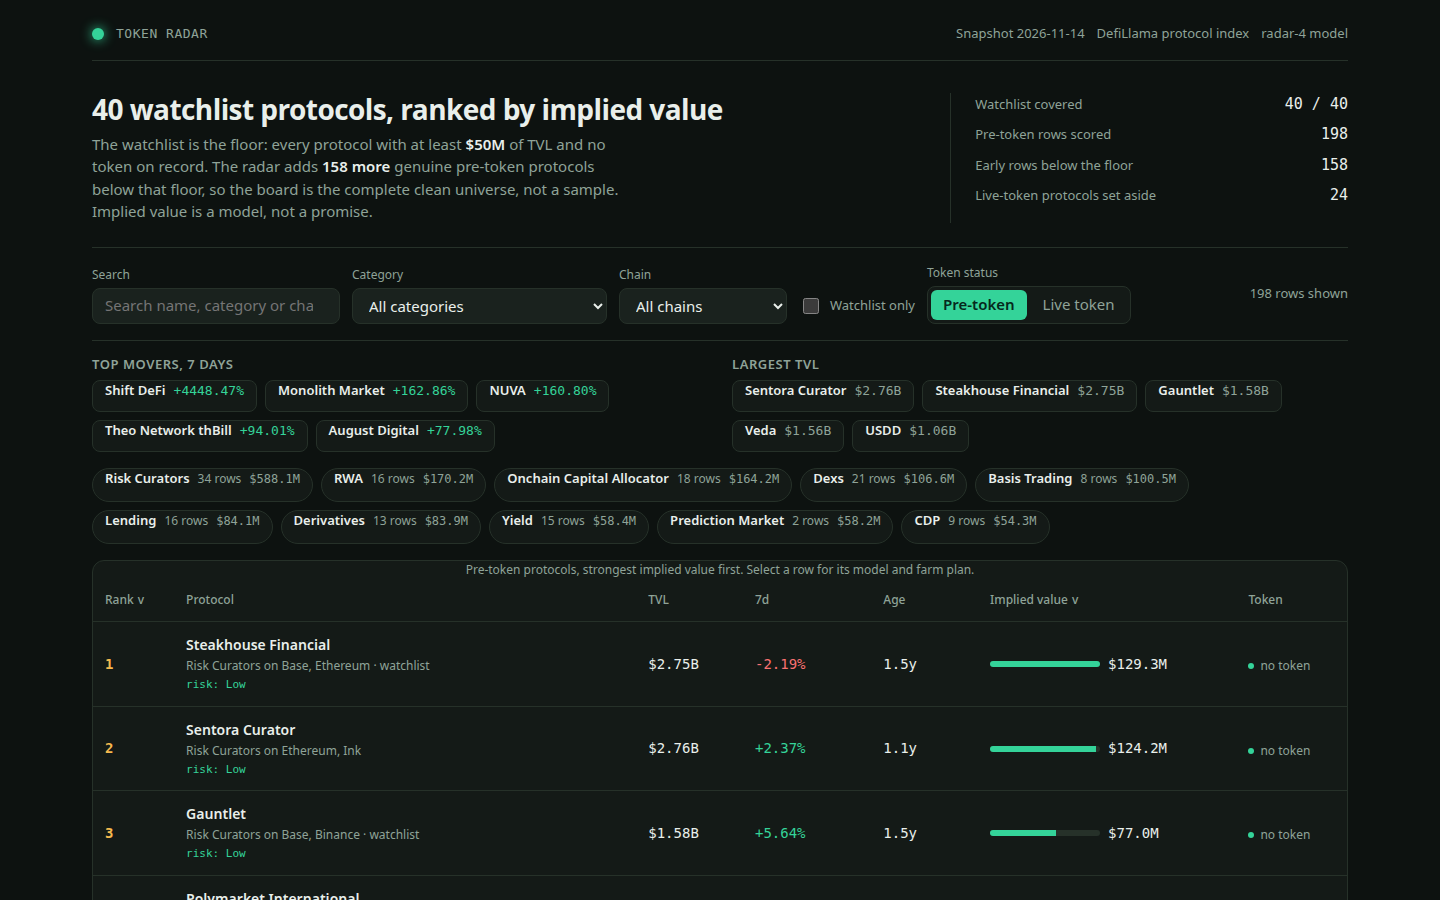 TOKEN RADAR
Snapshot 2026-11-14 DefiLlama protocol index radar-4 model
40 watchlist protocols, ranked by implied value
The watchlist is the floor: every protocol with at least $50M of TVL and no
token on record. The radar adds 158 more genuine pre-token protocols
below that floor, so the board is the complete clean universe, not a sample.
Implied value is a model, not a promise.
Watchlist covered 40 / 40
Pre-token rows scored 198
Early rows below the floor 158
Live-token protocols set aside 24
Search Category Chain Token status
Search name, category or cha All categories All chains Watchlist only Pre-token Live token 198 rows shown
TOP MOVERS, 7 DAYS
Shift DeFi +4448.47% Monolith Market +162.86% NUVA +160.80%
Theo Network thBill +94.01% August Digital +77.98%
LARGEST TVL
Sentora Curator $2.76B Steakhouse Financial $2.75B Gauntlet $1.58B
Veda $1.56B USDD $1.06B
Risk Curators 34 rows $588.1M RWA 16 rows $170.2M Onchain Capital Allocator 18 rows $164.2M Dexs 21 rows $106.6M Basis Trading 8 rows $100.5M
Lending 16 rows $84.1M Derivatives 13 rows $83.9M Yield 15 rows $58.4M Prediction Market 2 rows $58.2M CDP 9 rows $54.3M
Pre-token protocols, strongest implied value first. Select a row for its model and farm plan.
Rank v Protocol TVL 7d Age Implied value v Token
Steakhouse Financial
1 Risk Curators on Base, Ethereum · watchlist $2.75B -2.19% 1.5y $129.3M no token
risk: Low
Sentora Curator
2 Risk Curators on Ethereum, Ink $2.76B +2.37% 1.1y $124.2M no token
risk: Low
Gauntlet
3 Risk Curators on Base, Binance · watchlist $1.58B +5.64% 1.5y $77.0M no token
risk: Low
Polymarket International